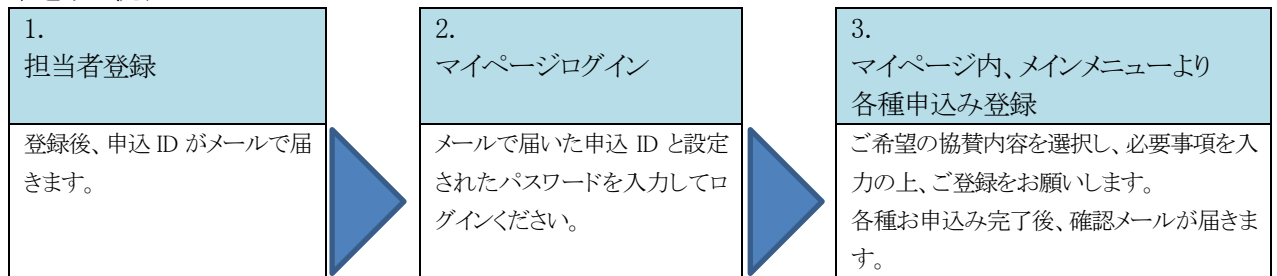 1.
担当者登録
登録後、申込 ID がメールで届
きます。
2.
マイページログイン
メールで届いた申込 ID と設定
されたパスワードを入力してロ
グインください。
3.
マイページ内、メインメニューより
各種申込み登録
ご希望の協賛内容を選択し、必要事項を入
力の上、ご登録をお願いします。
各種お申込み完了後、確認メールが届きま
す。